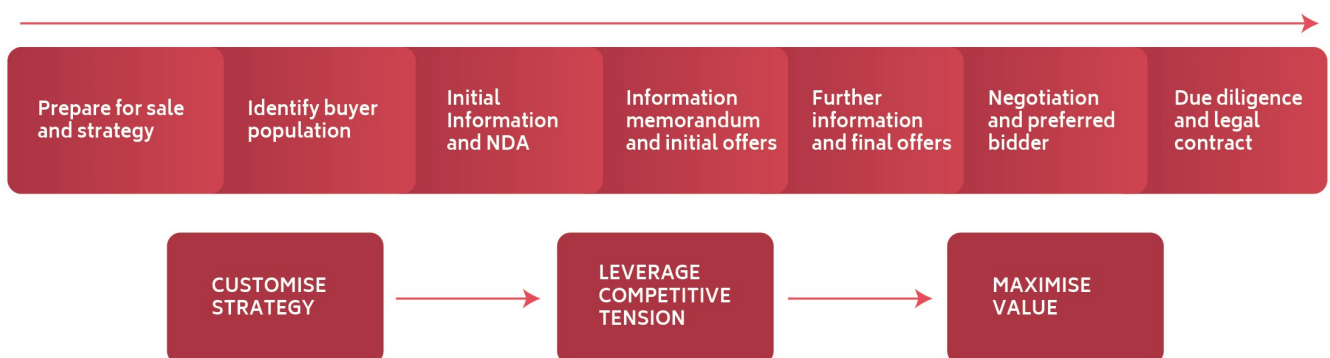 Prepare for sale
and strategy
Identify buyer
population
Initial
Information
and NDA
Information
memorandum
and initial offers
Further
information
and final offers
Negotiation
and preferred
bidder
Due diligence
and legal
contract
CUSTOMISE
STRATEGY
LEVERAGE
COMPETITIVE
TENSION
MAXIMISE
VALUE